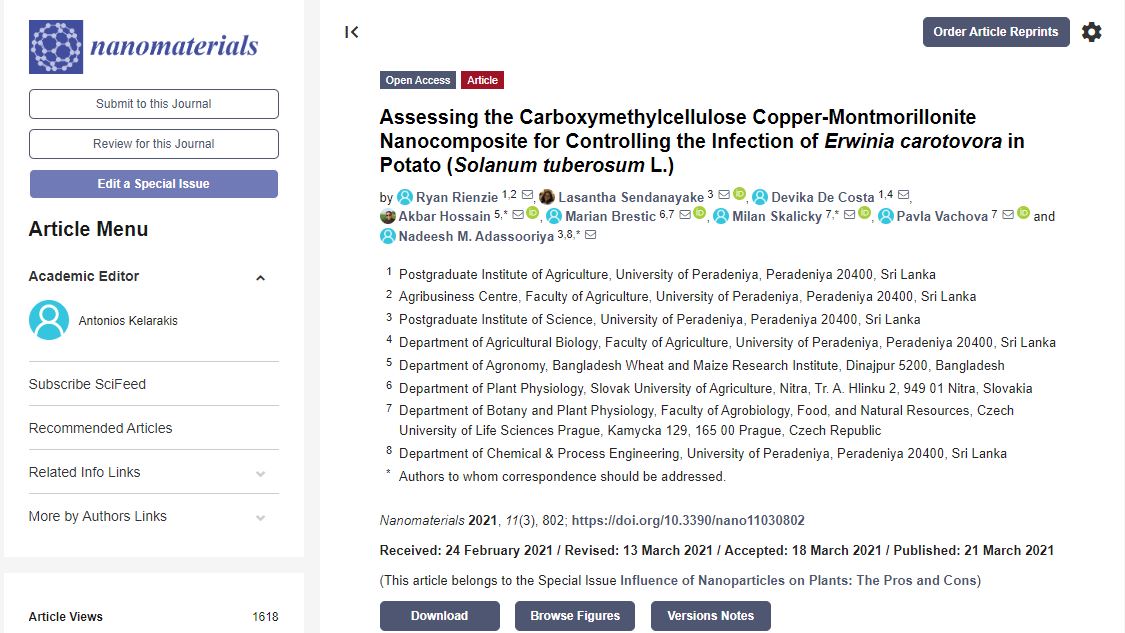 nanomaterials
Submit to this Journal
Review for this Journal
Edit a Special Issue
Article Menu
Academic Editor
Antonios Kelarakis
Subscribe SciFeed
Recommended Articles
Related Info Links
More by Authors Links
Article Views 1618
Order Article Reprints
Open Access Article
Assessing the Carboxymethylcellulose Copper-Montmorillonite
Nanocomposite for Controlling the Infection of Erwinia carotovora in
Potato (Solanum tuberosum L.)
by Ryan Rienzie 1,2, Lasantha Sendanayake 3 iD, Devika De Costa 1,4,
Akbar Hossain 5,* iD, Marian Brestic 6,7 iD, Milan Skalicky 7,* iD, Pavla Vachova 7 iD and
Nadeesh M. Adassooriya 3,8,*
1 Postgraduate Institute of Agriculture, University of Peradeniya, Peradeniya 20400, Sri Lanka
2 Agribusiness Centre, Faculty of Agriculture, University of Peradeniya, Peradeniya 20400, Sri Lanka
3 Postgraduate Institute of Science, University of Peradeniya, Peradeniya 20400, Sri Lanka
4 Department of Agricultural Biology, Faculty of Agriculture, University of Peradeniya, Peradeniya 20400, Sri Lanka
5 Department of Agronomy, Bangladesh Wheat and Maize Research Institute, Dinajpur 5200, Bangladesh
6 Department of Plant Physiology, Slovak University of Agriculture, Nitra, Tr. A. Hlinku 2, 949 01 Nitra, Slovakia
7 Department of Botany and Plant Physiology, Faculty of Agrobiology, Food, and Natural Resources, Czech
University of Life Sciences Prague, Kamycka 129, 165 00 Prague, Czech Republic
8 Department of Chemical & Process Engineering, University of Peradeniya, Peradeniya 20400, Sri Lanka
* Authors to whom correspondence should be addressed.
Nanomaterials 2021, 11(3), 802; https://doi.org/10.3390/nano11030802
Received: 24 February 2021 / Revised: 13 March 2021 / Accepted: 18 March 2021 / Published: 21 March 2021
(This article belongs to the Special Issue Influence of Nanoparticles on Plants: The Pros and Cons)
Download Browse Figures Versions Notes